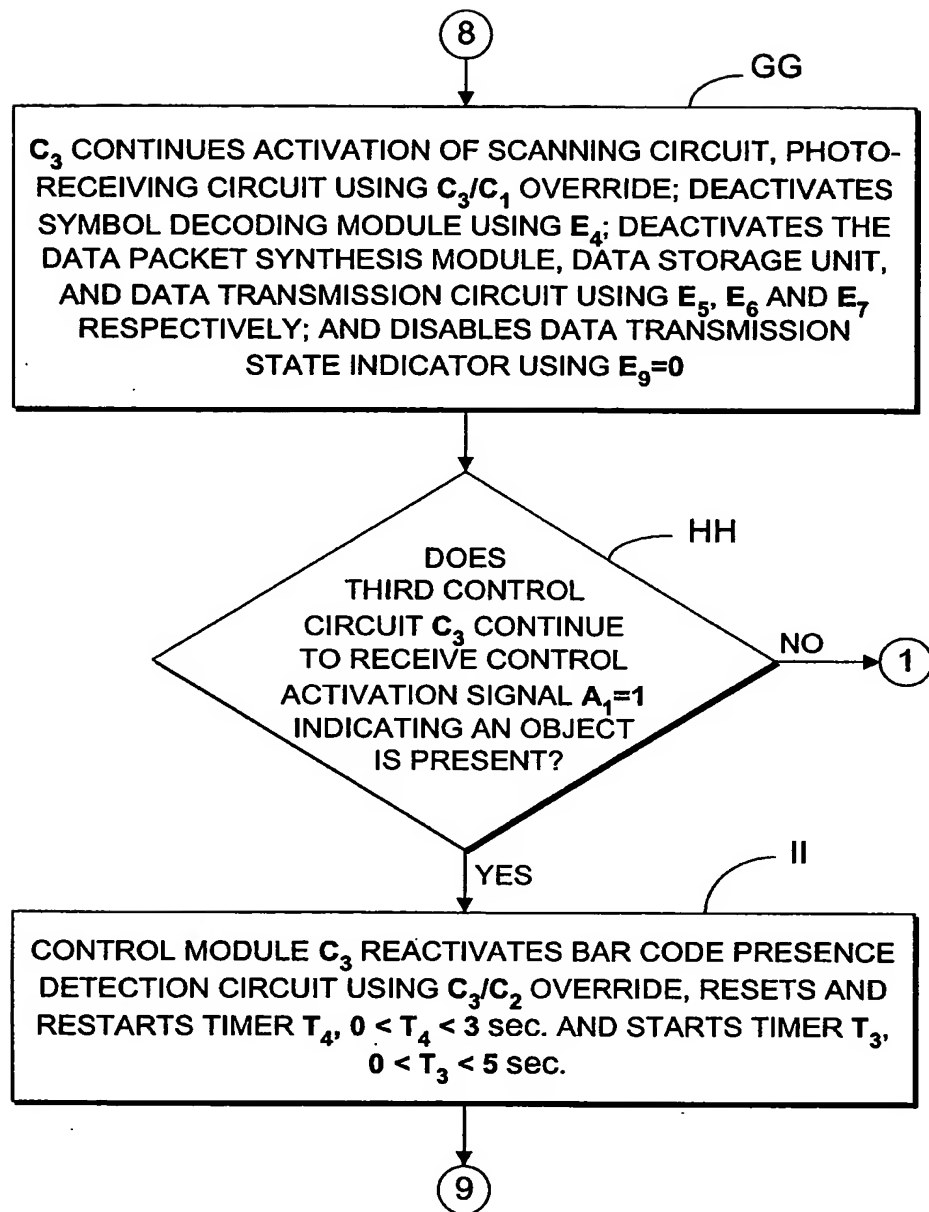 8
GG
C₃ CONTINUES ACTIVATION OF SCANNING CIRCUIT, PHOTO-
RECEIVING CIRCUIT USING C₃/C₁ OVERRIDE; DEACTIVATES
SYMBOL DECODING MODULE USING E₄; DEACTIVATES THE
DATA PACKET SYNTHESIS MODULE, DATA STORAGE UNIT,
AND DATA TRANSMISSION CIRCUIT USING E₅, E₆ AND E₇
RESPECTIVELY; AND DISABLES DATA TRANSMISSION
STATE INDICATOR USING E₉=0
HH
DOES
THIRD CONTROL
CIRCUIT C₃ CONTINUE
TO RECEIVE CONTROL
ACTIVATION SIGNAL A₁=1
INDICATING AN OBJECT
IS PRESENT?
NO
1
YES
II
CONTROL MODULE C₃ REACTIVATES BAR CODE PRESENCE
DETECTION CIRCUIT USING C₃/C₂ OVERRIDE, RESETS AND
RESTARTS TIMER T₄, 0 < T₄ < 3 sec. AND STARTS TIMER T₃,
0 < T₃ < 5 sec.
9